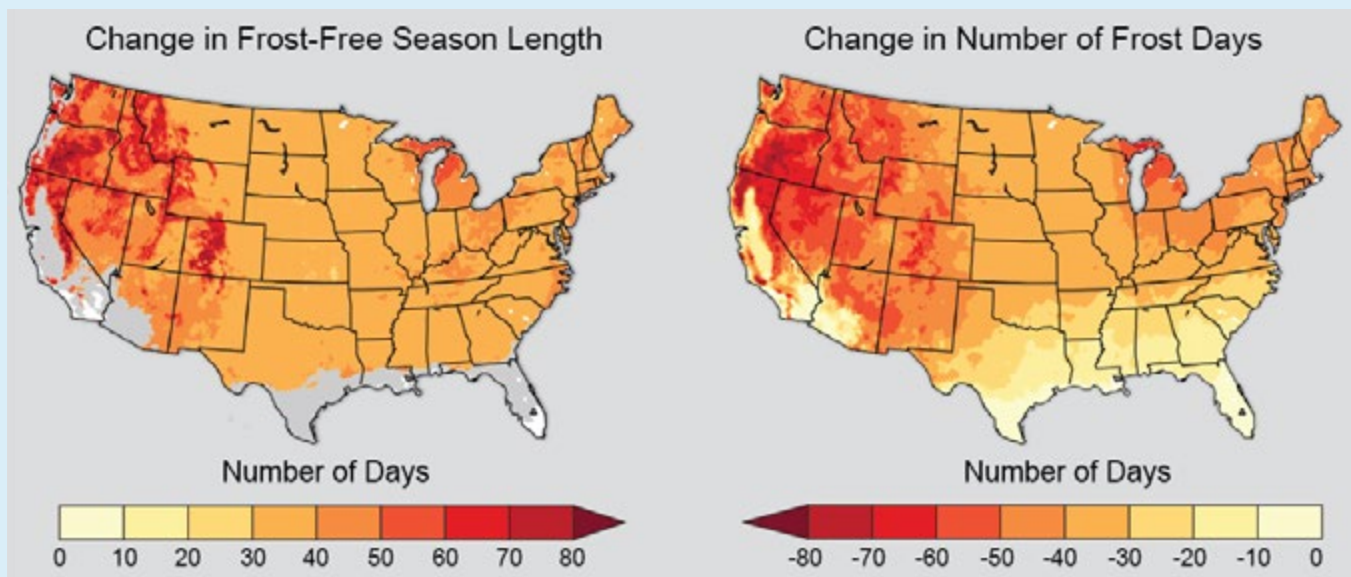 Change in Frost-Free Season Length
Number of Days
0 10 20 30 40 50 60 70 80
Change in Number of Frost Days
Number of Days
-80 -70 -60 -50 -40 -30 -20 -10 0